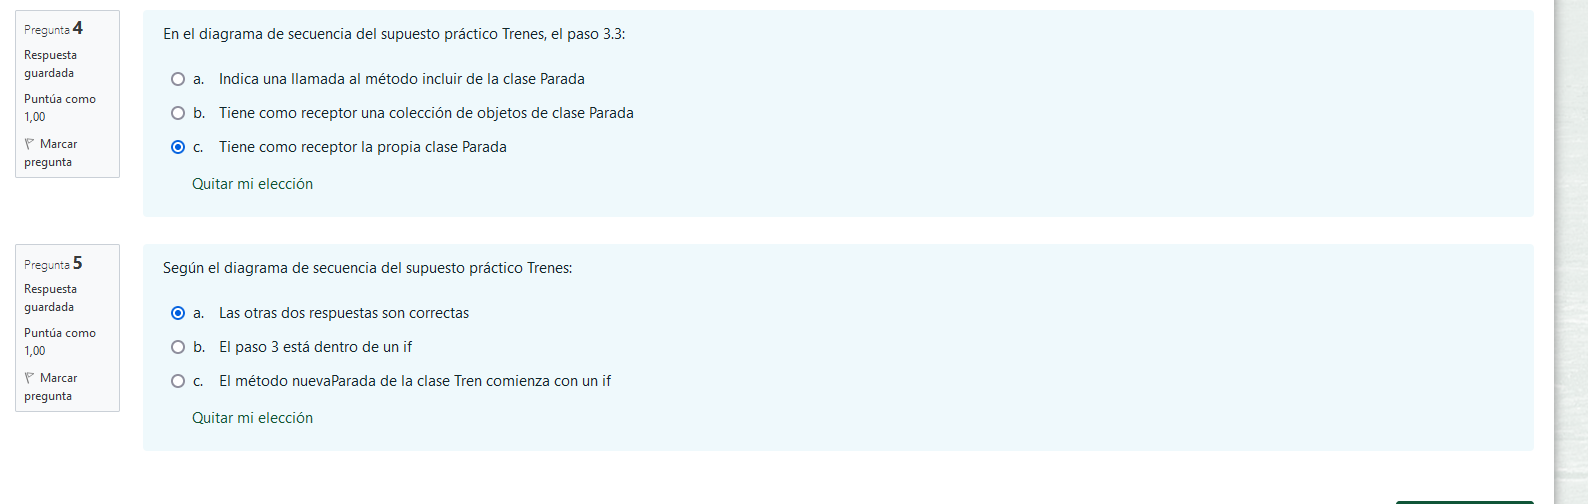 Pregunta 4
Respuesta
guardada
Puntúa como
1,00
Marcar
pregunta
En el diagrama de secuencia del supuesto práctico Trenes, el paso 3.3:
a. Indica una llamada al método incluir de la clase Parada
b. Tiene como receptor una colección de objetos de clase Parada
c. Tiene como receptor la propia clase Parada
Quitar mi elección
Pregunta 5
Respuesta
guardada
Puntúa como
1,00
Marcar
pregunta
Según el diagrama de secuencia del supuesto práctico Trenes:
a. Las otras dos respuestas son correctas
b. El paso 3 está dentro de un if
c. El método nuevaParada de la clase Tren comienza con un if
Quitar mi elección